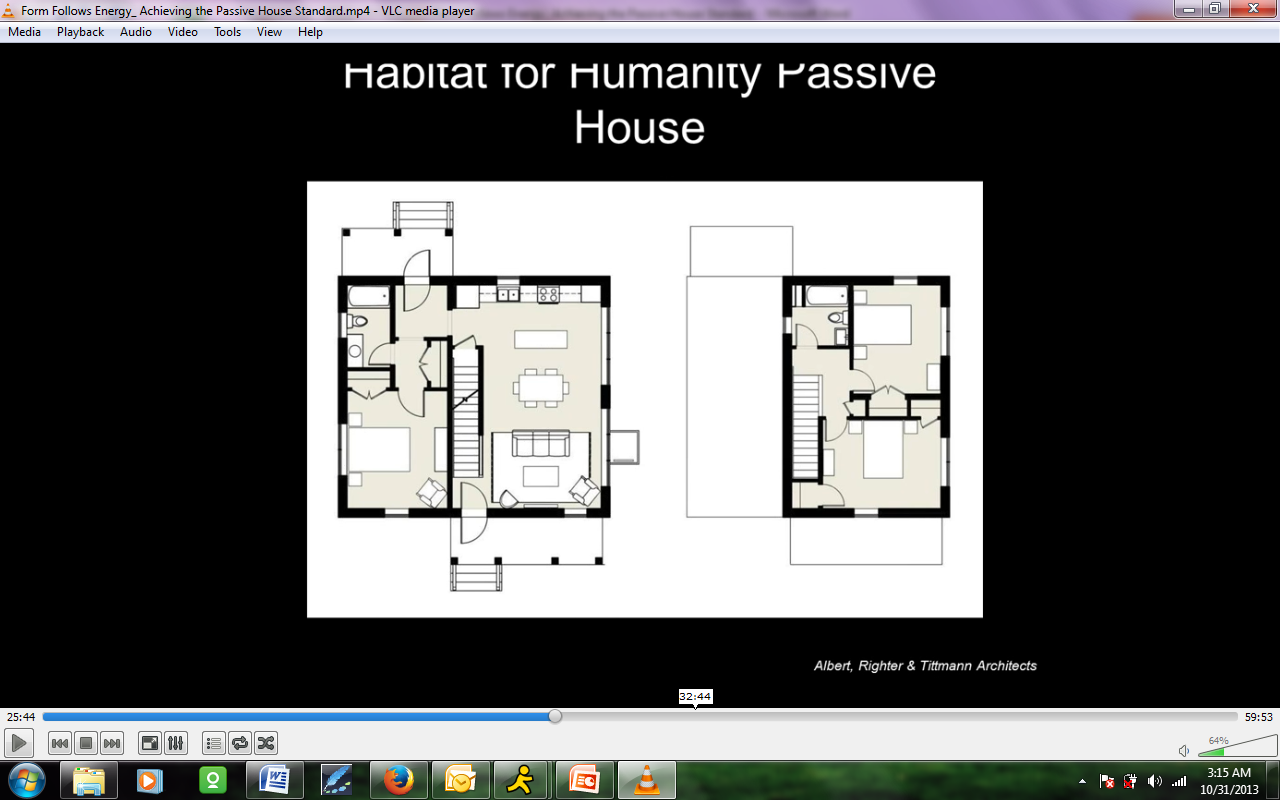 Form Follows Energy_ Achieving the Passive House Standard.mp4 - VLC media player
Media Playback Audio Video Tools View Help
Habitat for Humanity Passive
House
Albert, Righter & Tittmann Architects
32:44
25:44
59:53
64%
3:15 AM
10/31/2013